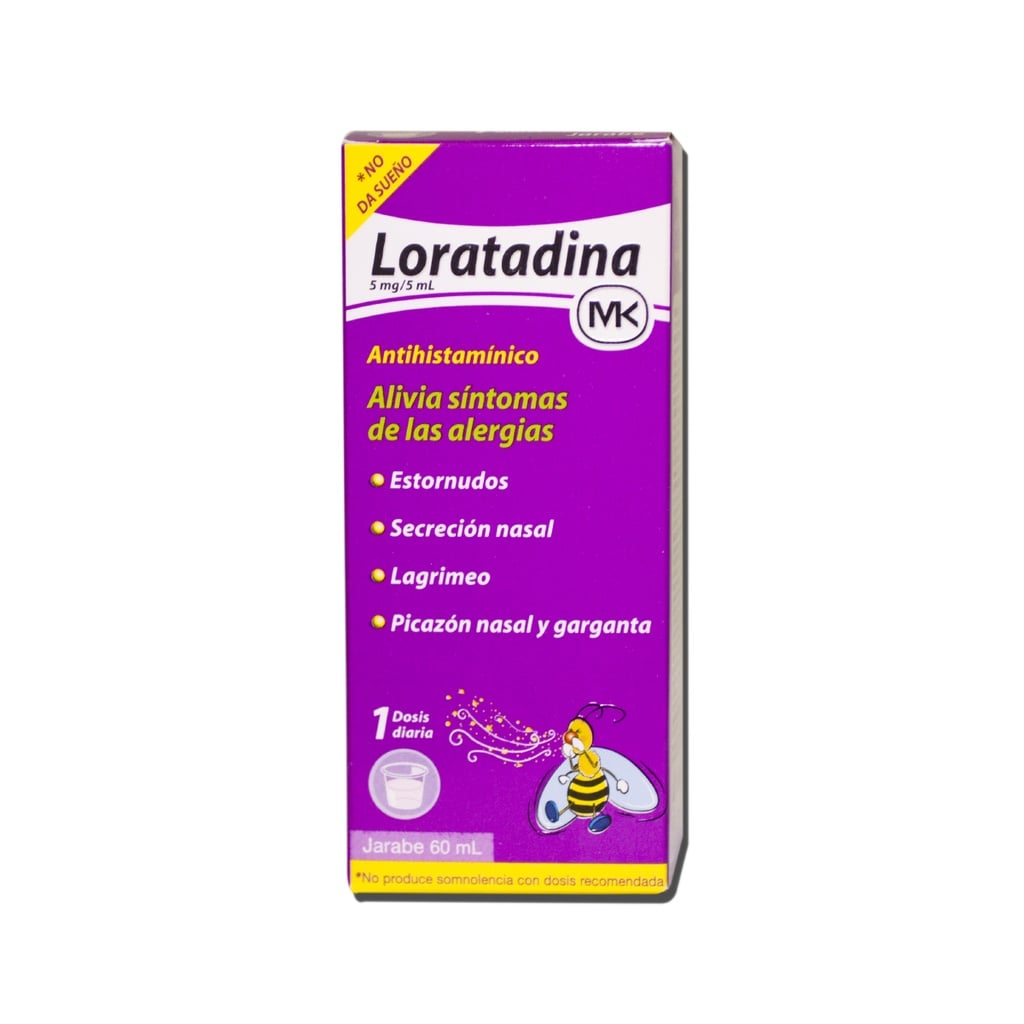 Jarabe
*NO
DA SUEÑO
Loratadina
5 mg/5 mL
MK
Antihistamínico
Alivia síntomas
de las alergias
Estornudos
Secreción nasal
Lagrimeo
Picazón nasal y garganta
1 Dosis
diaria
Jarabe 60 mL
*No produce somnolencia con dosis recomendada